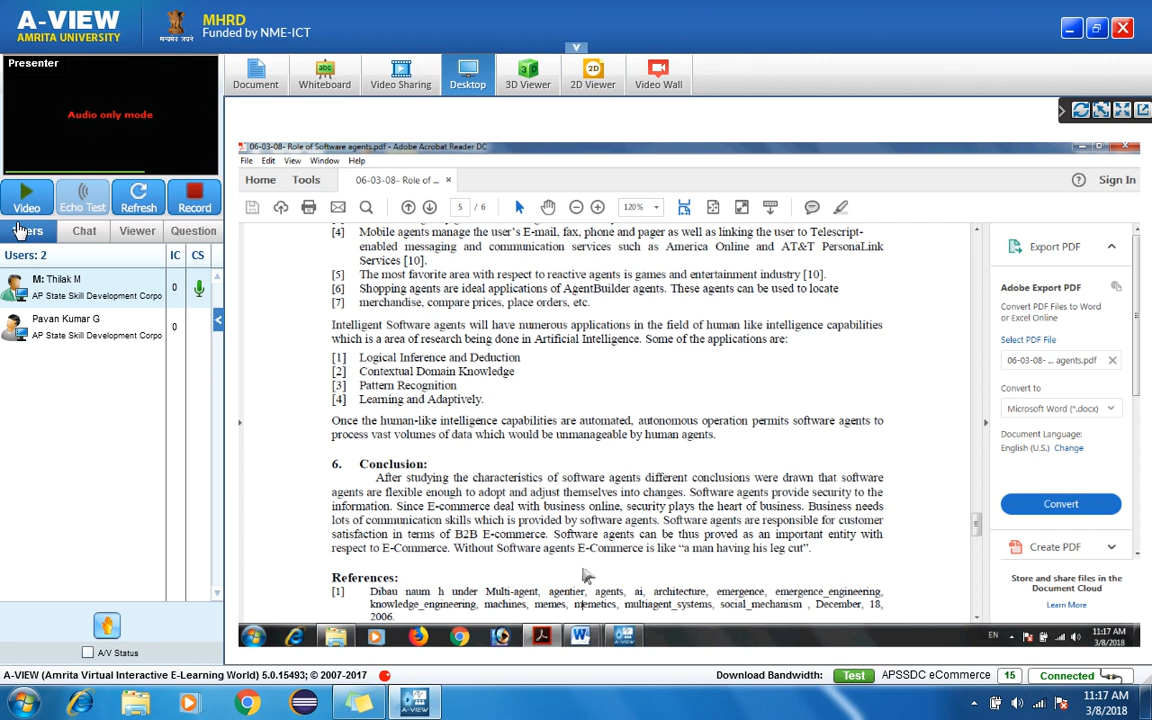 A-VIEW
AMRITA UNIVERSITY
MHRD
Funded by NME-ICT
Presenter
Audio only mode
Document
abc
Whiteboard
Video Sharing
Desktop
3D
3D Viewer
2D
2D Viewer
Video Wall
Video
Echo Test
Refresh
Record
Chat
Viewer
Question
Users: 2
IC
CS
M: Thilak M
AP State Skill Development Corpo
0
Pavan Kumar G
AP State Skill Development Corpo
0
A/V Status
06-03-08- Role of Software agents.pdf - Adobe Acrobat Reader DC
File Edit View Window Help
Home Tools 06-03-08- Role of ... × Sign In
5 / 6 120%
[4] Mobile agents manage the user's E-mail, fax, phone and pager as well as linking the user to Telescript-
enabled messaging and communication services such as America Online and AT&T PersonaLink
Services [10].
[5] The most favorite area with respect to reactive agents is games and entertainment industry [10].
[6] Shopping agents are ideal applications of AgentBuilder agents. These agents can be used to locate
[7] merchandise, compare prices, place orders, etc.
Intelligent Software agents will have numerous applications in the field of human like intelligence capabilities
which is a area of research being done in Artificial Intelligence. Some of the applications are:
[1] Logical Inference and Deduction
[2] Contextual Domain Knowledge
[3] Pattern Recognition
[4] Learning and Adaptively.
Once the human-like intelligence capabilities are automated, autonomous operation permits software agents to
process vast volumes of data which would be unmanageable by human agents.
6. Conclusion:
After studying the characteristics of software agents different conclusions were drawn that software
agents are flexible enough to adopt and adjust themselves into changes. Software agents provide security to the
information. Since E-commerce deal with business online, security plays the heart of business. Business needs
lots of communication skills which is provided by software agents. Software agents are responsible for customer
satisfaction in terms of B2B E-commerce. Software agents can be thus proved as an important entity with
respect to E-Commerce. Without Software agents E-Commerce is like “a man having his leg cut”.
References:
[1] Dibau naum h under Multi-agent, agentier, agents, ai, architecture, emergence, emergence_engineering,
knowledge_engineering, machines, memes, memetics, multiagent_systems, social_mechanism , December, 18,
2006.
Export PDF
Adobe Export PDF
Convert PDF Files to Word
or Excel Online
Select PDF File
06-03-08- ... agents.pdf ×
Convert to
Microsoft Word (*.docx)
Document Language:
English (U.S.) Change
Convert
Create PDF
Store and share files in the
Document Cloud
Learn More
EN
11:17 AM
3/8/2018
A-VIEW (Amrita Virtual Interactive E-Learning World) 5.0.15493; © 2007-2017
Download Bandwidth:
Test
APSSDC eCommerce
15
Connected
11:17 AM
3/8/2018